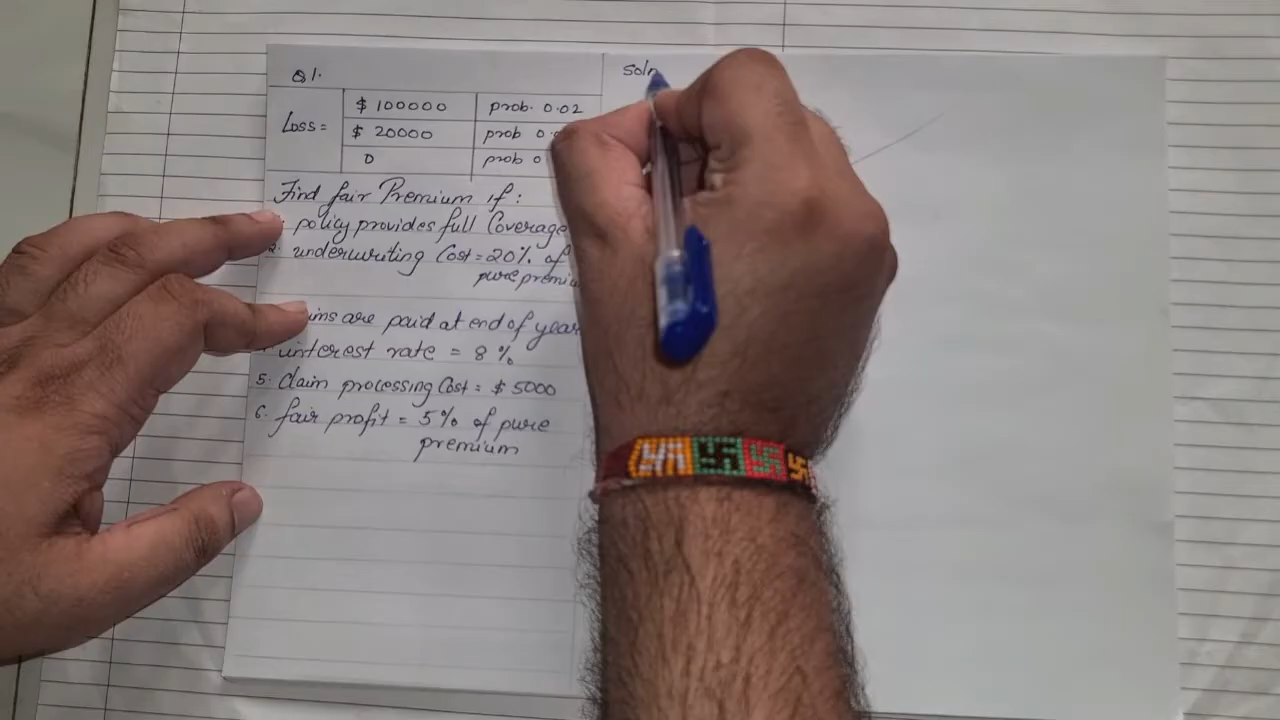 Q1.
Loss =
$ 100000 prob. 0.02
$ 20000 prob 0.
0 prob 0
Find fair Premium if:
policy provides full Coverage
2. underwriting Cost = 20% of
pure premiu
ims are paid at end of year
interest rate = 8%
5. Claim processing Cost = $ 5000
6. fair profit = 5% of pure
premium
Soln